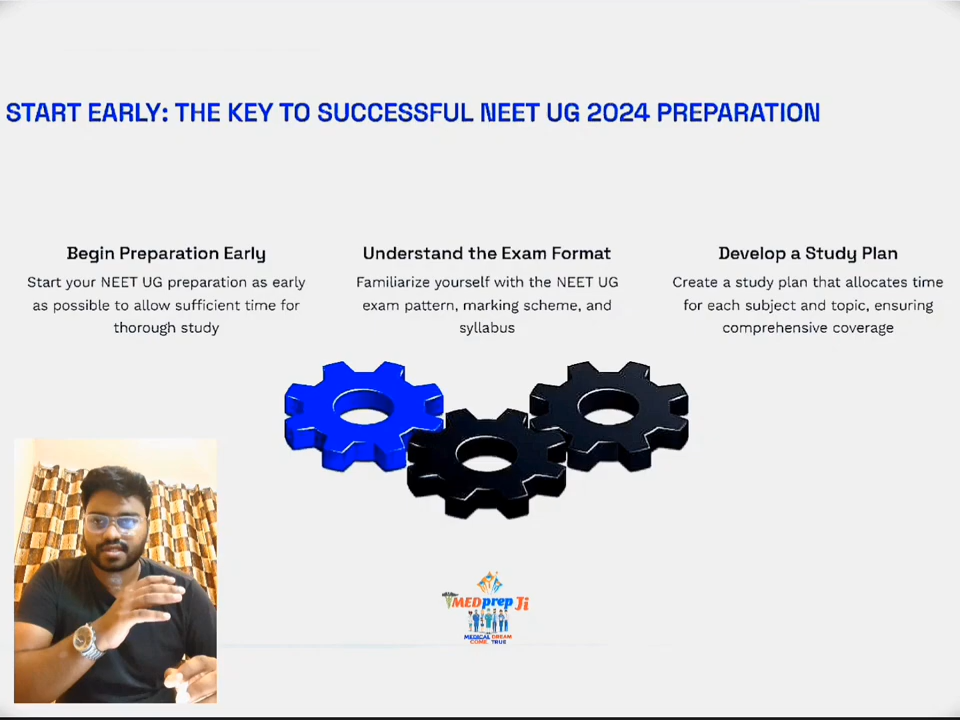 START EARLY: THE KEY TO SUCCESSFUL NEET UG 2024 PREPARATION
Begin Preparation Early
Start your NEET UG preparation as early
as possible to allow sufficient time for
thorough study
Understand the Exam Format
Familiarize yourself with the NEET UG
exam pattern, marking scheme, and
syllabus
Develop a Study Plan
Create a study plan that allocates time
for each subject and topic, ensuring
comprehensive coverage
MEDprep Ji
MEDICAL DREAM
COME TRUE